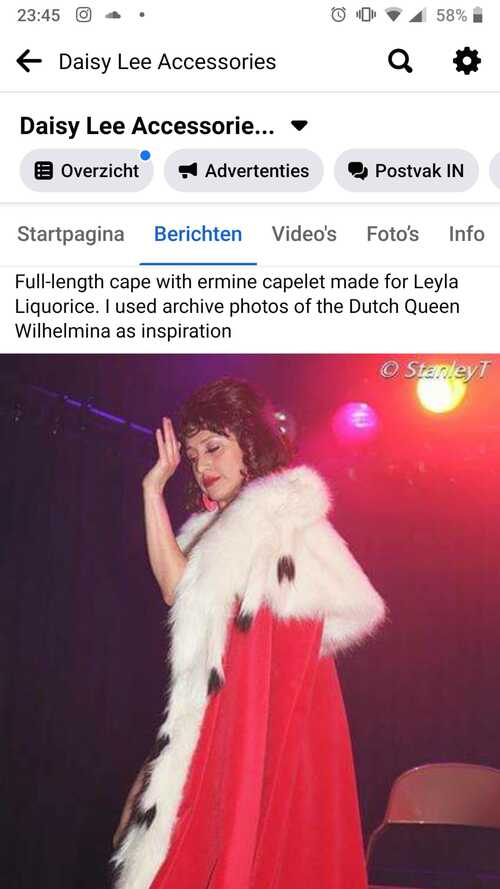 23:45
58%
Daisy Lee Accessories
Daisy Lee Accessorie...
Overzicht
Advertenties
Postvak IN
Startpagina
Berichten
Video's
Foto's
Info
Full-length cape with ermine capelet made for Leyla
Liquorice. I used archive photos of the Dutch Queen
Wilhelmina as inspiration
© StanleyT